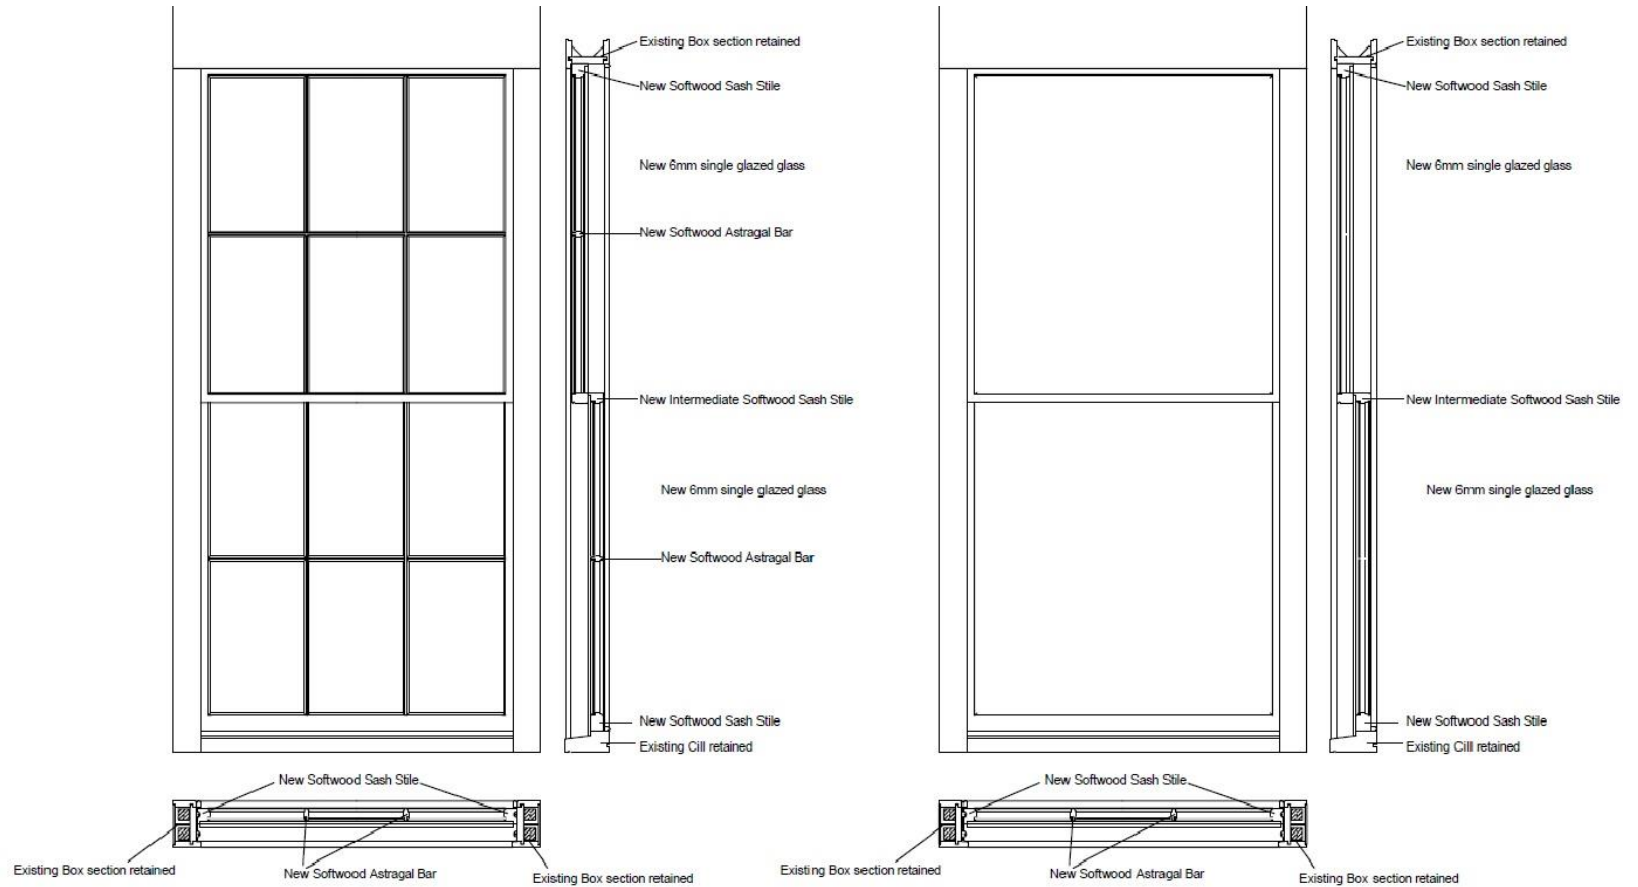 Existing Box section retained
New Softwood Sash Stile
New 6mm single glazed glass
New Softwood Astragal Bar
New Intermediate Softwood Sash Stile
New 6mm single glazed glass
New Softwood Astragal Bar
New Softwood Sash Stile
Existing Cill retained
New Softwood Sash Stile
Existing Box section retained
New Softwood Astragal Bar
Existing Box section retained
Existing Box section retained
New Softwood Sash Stile
New 6mm single glazed glass
New Intermediate Softwood Sash Stile
New 6mm single glazed glass
New Softwood Sash Stile
Existing Cill retained
New Softwood Sash Stile
Existing Box section retained
New Softwood Astragal Bar
Existing Box section retained